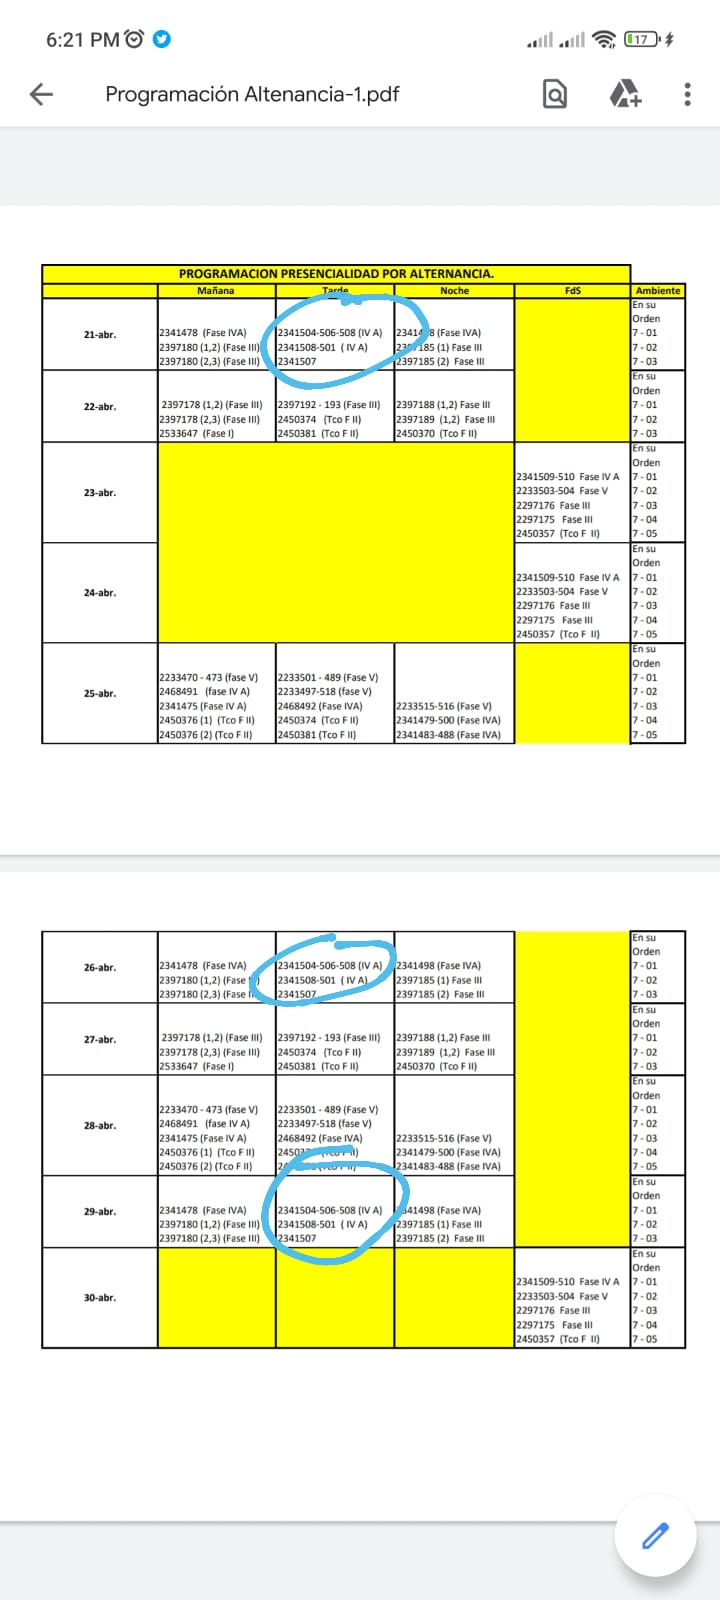 6:21 PM
17
Programación Altenancia-1.pdf
PROGRAMACION PRESENCIALIDAD POR ALTERNANCIA.
Mañana Tarde Noche FdS Ambiente
21-abr.
2341478 (Fase IVA)
2397180 (1,2) (Fase III)
2397180 (2,3) (Fase III)
2341504-506-508 (IV A)
2341508-501 ( IV A)
2341507
8 (Fase IVA)
185 (1) Fase III
2397185 (2) Fase III
En su
Orden
7 - 01
7 - 02
7 - 03
22-abr.
2397178 (1,2) (Fase III)
2397178 (2,3) (Fase III)
2533647 (Fase I)
2397192 - 193 (Fase III)
2450374 (Tco F II)
2450381 (Tco F II)
2397188 (1,2) Fase III
2397189 (1,2) Fase III
2450370 (Tco F II)
En su
Orden
7 - 01
7 - 02
7 - 03
23-abr.
2341509-510 Fase IV A
2233503-504 Fase V
2297176 Fase III
2297175 Fase III
2450357 (Tco F II)
En su
Orden
7 - 01
7 - 02
7 - 03
7 - 04
7 - 05
24-abr.
2341509-510 Fase IV A
2233503-504 Fase V
2297176 Fase III
2297175 Fase III
2450357 (Tco F II)
En su
Orden
7 - 01
7 - 02
7 - 03
7 - 04
7 - 05
25-abr.
2233470 - 473 (fase V)
2468491 (fase IV A)
2341475 (Fase IV A)
2450376 (1) (Tco F II)
2450376 (2) (Tco F II)
2233501 - 489 (Fase V)
2233497-518 (fase V)
2468492 (Fase IVA)
2450374 (Tco F II)
2450381 (Tco F II)
2233515-516 (Fase V)
2341479-500 (Fase IVA)
2341483-488 (Fase IVA)
En su
Orden
7 - 01
7 - 02
7 - 03
7 - 04
7 - 05
26-abr.
2341478 (Fase IVA)
2397180 (1,2) (Fase
2397180 (2,3) (Fase
2341504-506-508 (IV A)
2341508-501 ( IV A)
2341507
2341498 (Fase IVA)
2397185 (1) Fase III
2397185 (2) Fase III
En su
Orden
7 - 01
7 - 02
7 - 03
27-abr.
2397178 (1,2) (Fase III)
2397178 (2,3) (Fase III)
2533647 (Fase I)
2397192 - 193 (Fase III)
2450374 (Tco F II)
2450381 (Tco F II)
2397188 (1,2) Fase III
2397189 (1,2) Fase III
2450370 (Tco F II)
En su
Orden
7 - 01
7 - 02
7 - 03
28-abr.
2233470 - 473 (fase V)
2468491 (fase IV A)
2341475 (Fase IV A)
2450376 (1) (Tco F II)
2450376 (2) (Tco F II)
2233501 - 489 (Fase V)
2233497-518 (fase V)
2468492 (Fase IVA)
2233515-516 (Fase V)
2341479-500 (Fase IVA)
2341483-488 (Fase IVA)
En su
Orden
7 - 01
7 - 02
7 - 03
7 - 04
7 - 05
29-abr.
2341478 (Fase IVA)
2397180 (1,2) (Fase III)
2397180 (2,3) (Fase III)
2341504-506-508 (IV A)
2341508-501 ( IV A)
2341507
41498 (Fase IVA)
2397185 (1) Fase III
2397185 (2) Fase III
En su
Orden
7 - 01
7 - 02
7 - 03
30-abr.
2341509-510 Fase IV A
2233503-504 Fase V
2297176 Fase III
2297175 Fase III
2450357 (Tco F II)
En su
Orden
7 - 01
7 - 02
7 - 03
7 - 04
7 - 05